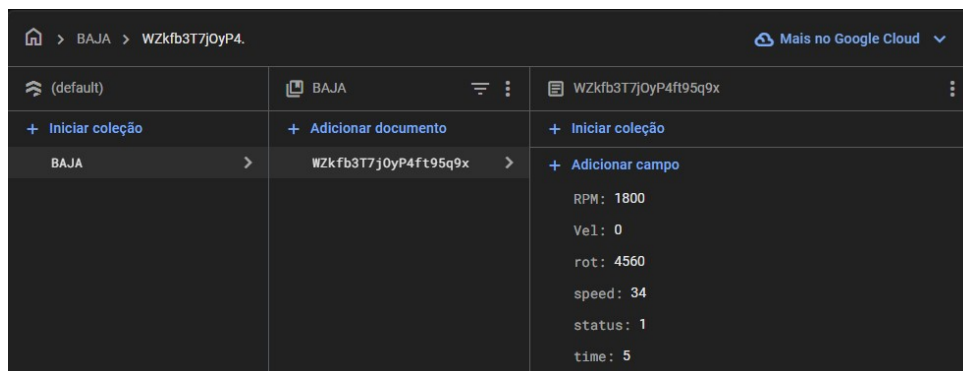 BAJA > WZkfb3T7jOyP4.
Mais no Google Cloud
(default)
+ Iniciar coleção
BAJA
BAJA
+ Adicionar documento
WZkfb3T7jOyP4ft95q9x
WZkfb3T7jOyP4ft95q9x
+ Iniciar coleção
+ Adicionar campo
RPM: 1800
Vel: 0
rot: 4560
speed: 34
status: 1
time: 5